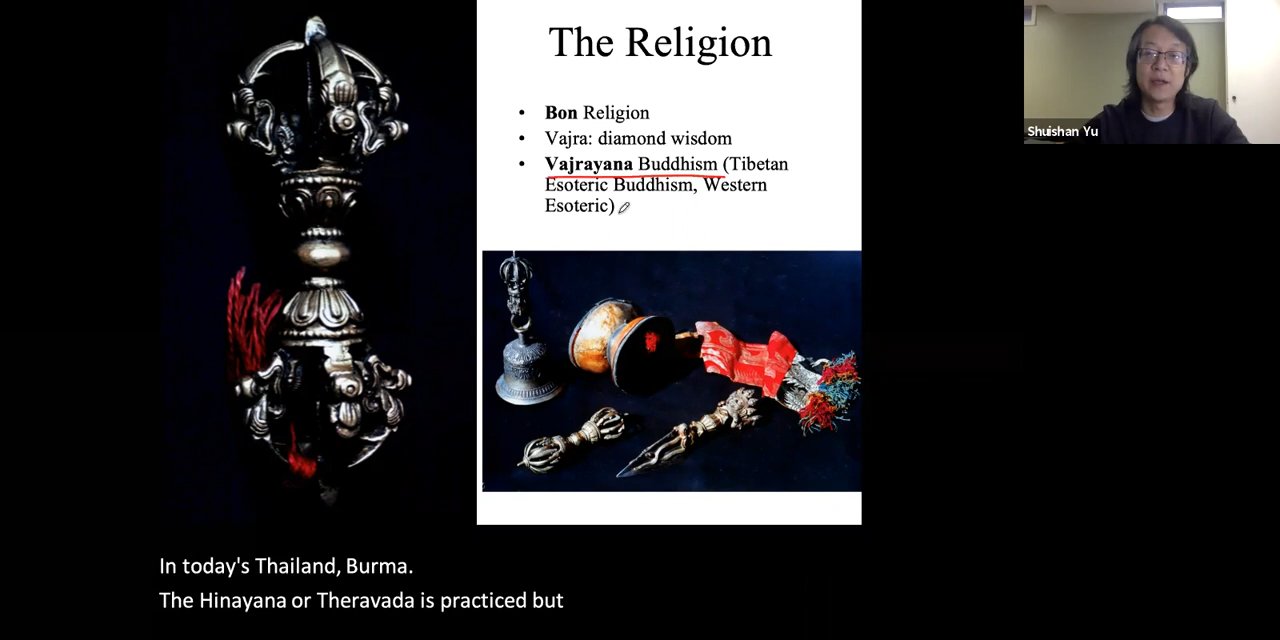 The Religion
• Bon Religion
• Vajra: diamond wisdom
• Vajrayana Buddhism (Tibetan
Esoteric Buddhism, Western
Esoteric)
Shuishan Yu
In today's Thailand, Burma.
The Hinayana or Theravada is practiced but